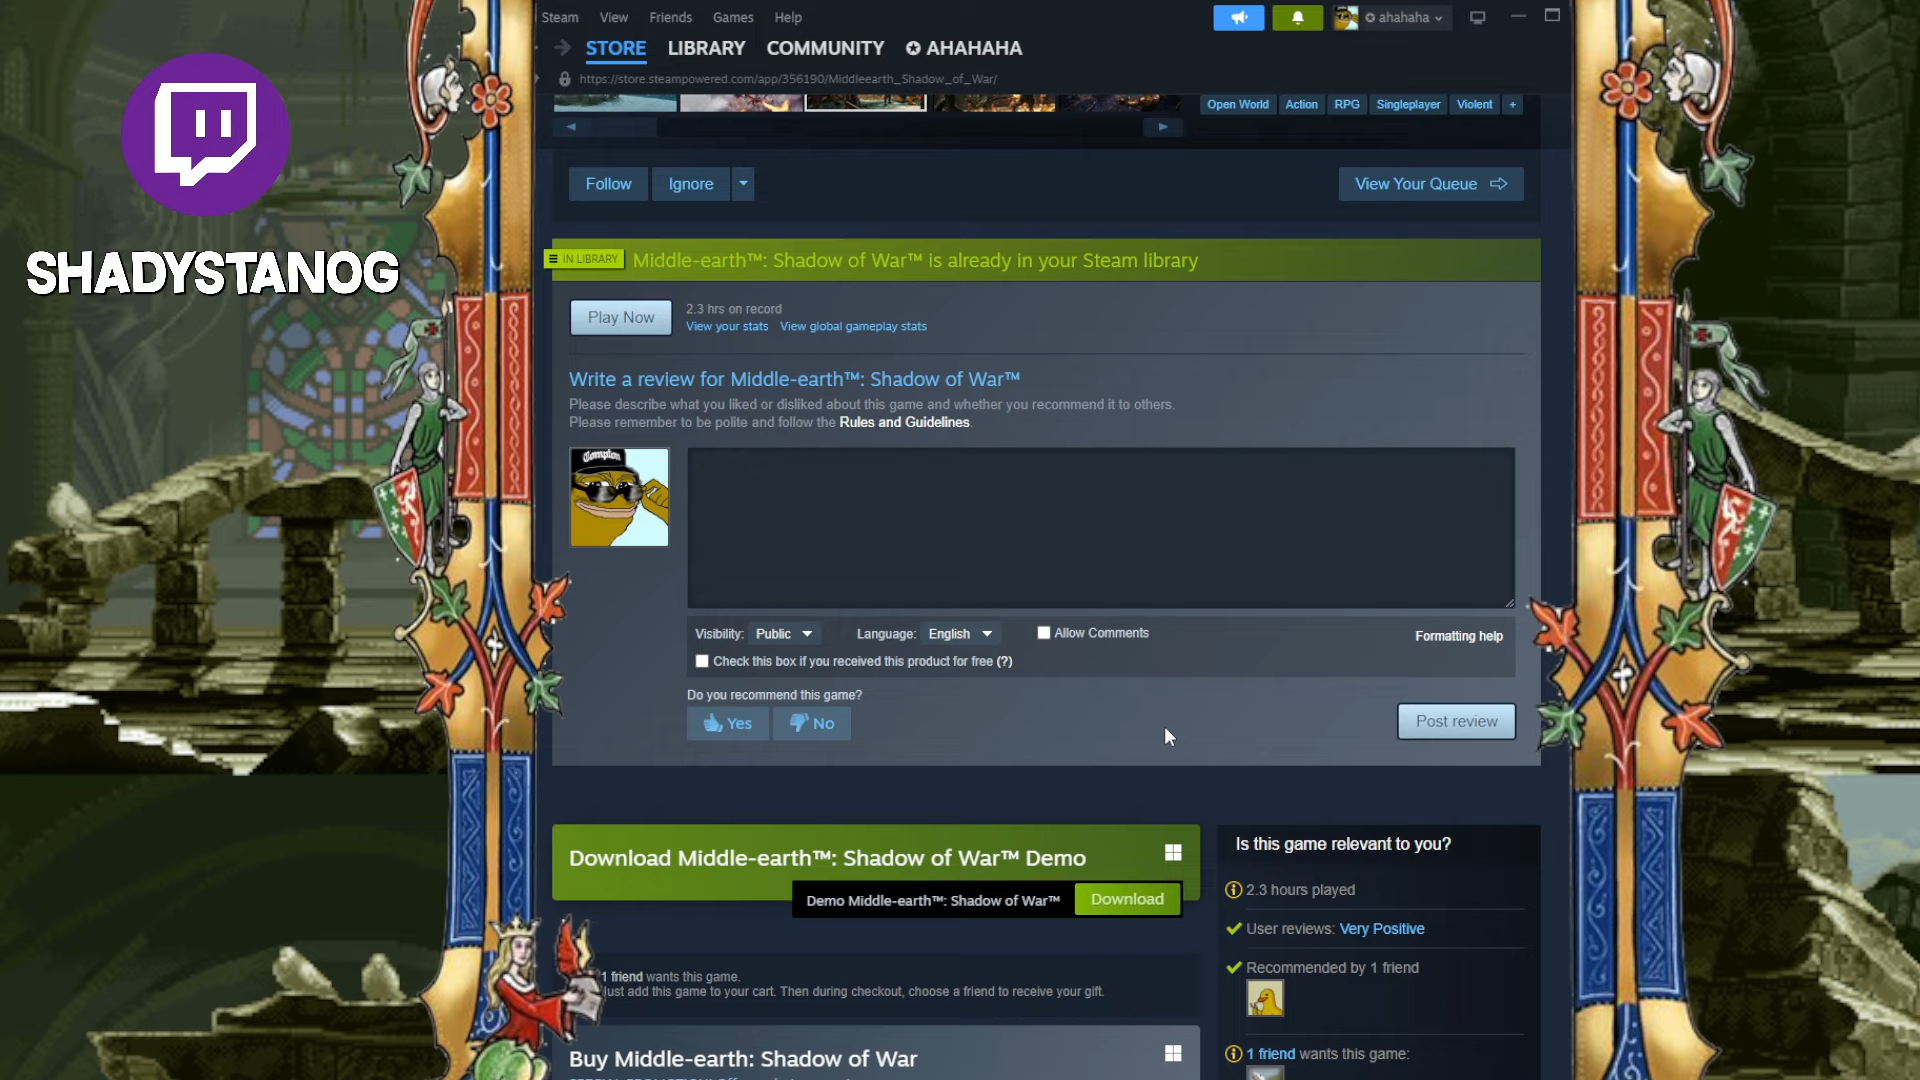 Steam View Friends Games Help
ahahaha
STORE LIBRARY COMMUNITY AHAHAHA
https://store.steampowered.com/app/356190/Middleearth_Shadow_of_War/
Open World Action RPG Singleplayer Violent +
SHADYSTANOG
Follow Ignore View Your Queue
IN LIBRARY Middle-earth™: Shadow of War™ is already in your Steam library
Play Now
2.3 hrs on record
View your stats View global gameplay stats
Write a review for Middle-earth™: Shadow of War™
Please describe what you liked or disliked about this game and whether you recommend it to others.
Please remember to be polite and follow the Rules and Guidelines.
Compton
Visibility: Public Language: English Allow Comments Formatting help
Check this box if you received this product for free (?)
Do you recommend this game?
Yes No Post review
Download Middle-earth™: Shadow of War™ Demo
Demo Middle-earth™: Shadow of War™ Download
1 friend wants this game.
Just add this game to your cart. Then during checkout, choose a friend to receive your gift.
Buy Middle-earth: Shadow of War
Is this game relevant to you?
2.3 hours played
User reviews: Very Positive
Recommended by 1 friend
1 friend wants this game: